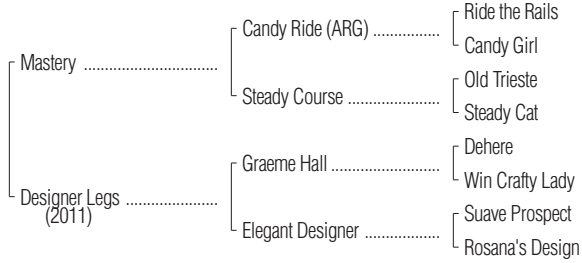 Ride the Rails
Candy Ride (ARG) ................
Candy Girl
Mastery ................................
Old Trieste
Steady Course ......................
Steady Cat
Dehere
Graeme Hall ..........................
Win Crafty Lady
Designer Legs ......................
(2011)
Suave Prospect
Elegant Designer ..................
Rosana's Design